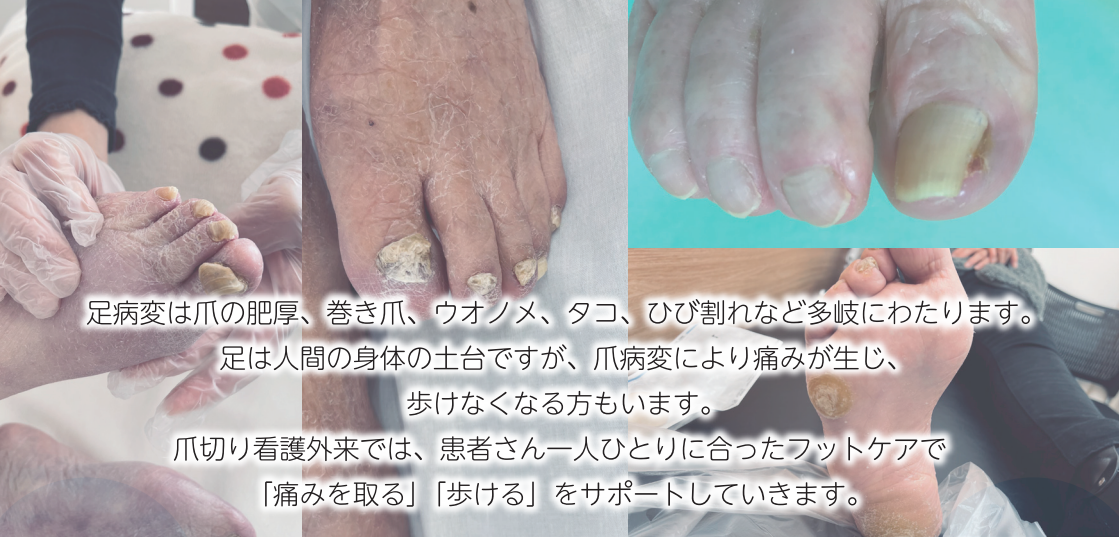 足病変は爪の肥厚、巻き爪、ウオノメ、タコ、ひび割れなど多岐にわたります。
足は人間の身体の土台ですが、爪病変により痛みが生じ、
歩けなくなる方もいます。
爪切り看護外来では、患者さん一人ひとりに合ったフットケアで
「痛みを取る」「歩ける」をサポートしていきます。